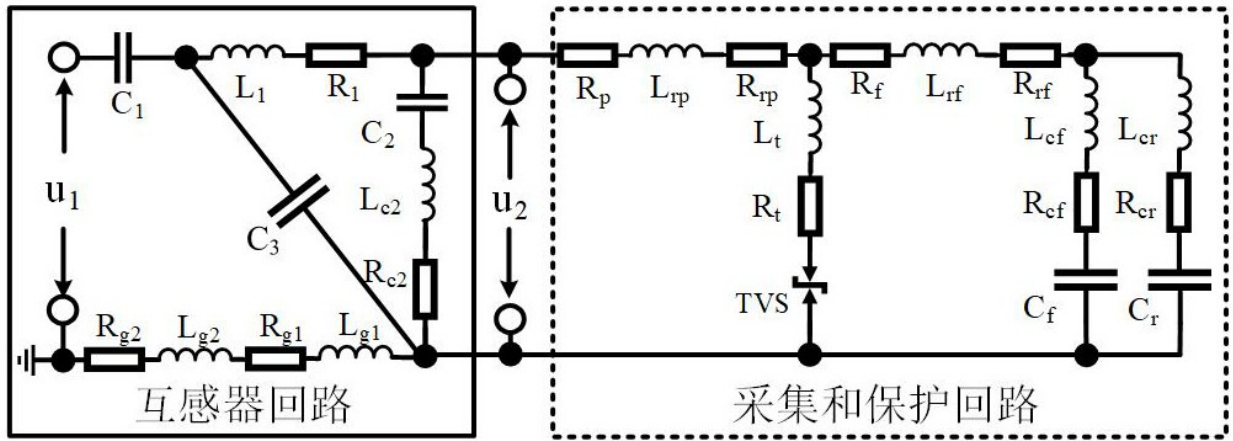 C1
L1
R1
C2
Lc2
Rc2
C3
u1
u2
Rg2
Lg2
Rg1
Lg1
互感器回路
Rp
Lrp
Rrp
Rf
Lrf
Rrf
Lt
Rt
TVS
Lcf
Lcr
Rcf
Rcr
Cf
Cr
采集和保护回路